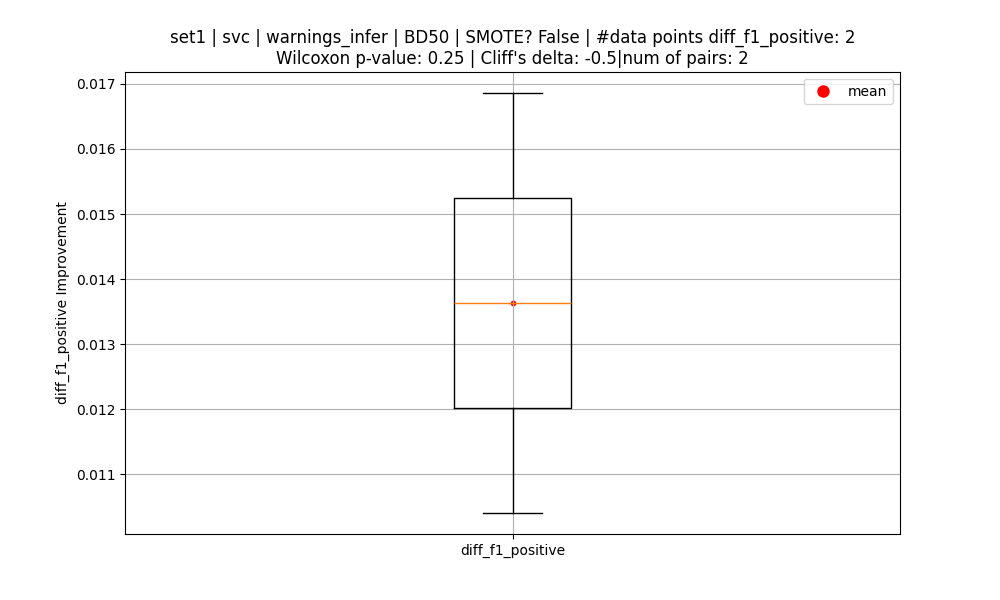 set1 | svc | warnings_infer | BD50 | SMOTE? False | #data points diff_f1_positive: 2
Wilcoxon p-value: 0.25 | Cliff's delta: -0.5|num of pairs: 2
mean
0.017
0.016
0.015
0.014
0.013
0.012
0.011
diff_f1_positive Improvement
diff_f1_positive